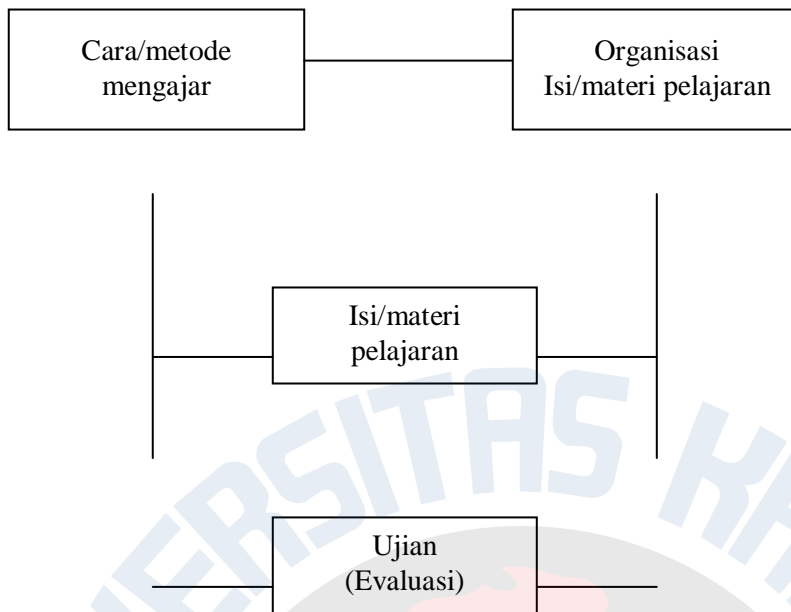 Cara/metode
mengajar
Organisasi
Isi/materi pelajaran
Isi/materi
pelajaran
Ujian
(Evaluasi)